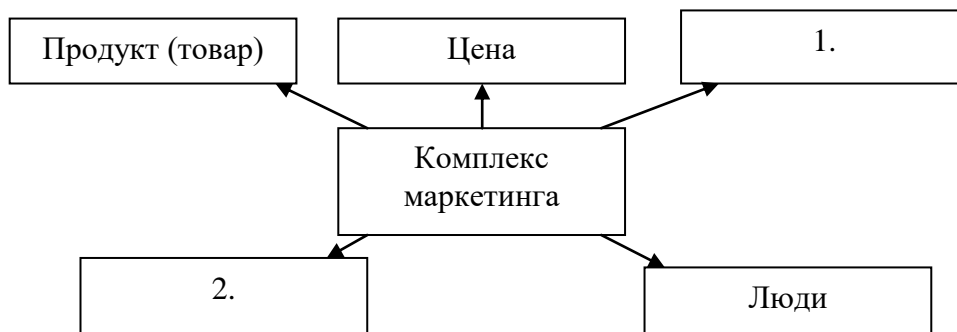 Продукт (товар)
Цена
1.
Комплекс
маркетинга
2.
Люди